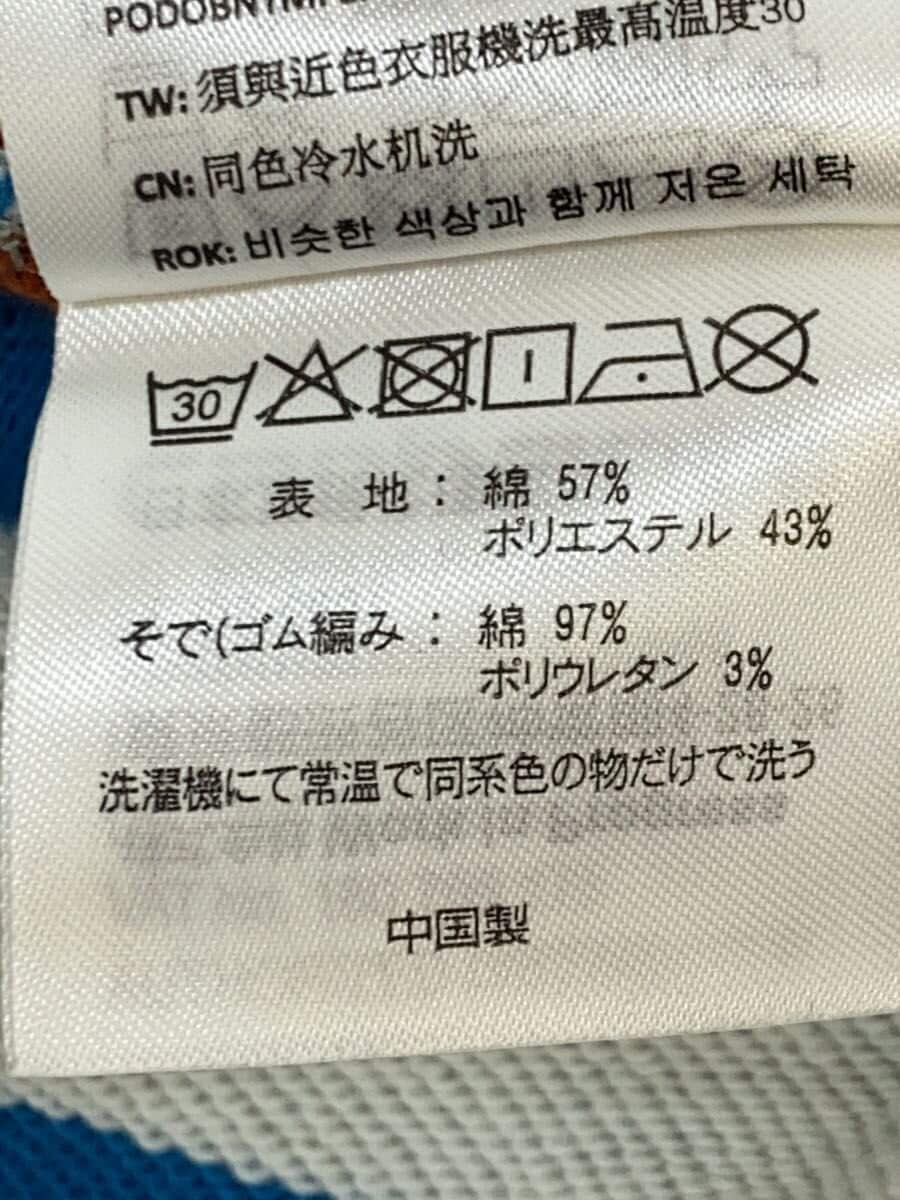 PODOBNYMI
TW: 須與近色衣服機洗最高温度30
CN: 同色冷水机洗
ROK: 비슷한 색상과 함께 저온 세탁
30
表 地 : 綿 57%
ポリエステル 43%
そで(ゴム編み : 綿 97%
ポリウレタン 3%
洗濯機にて常温で同系色の物だけで洗う
中国製